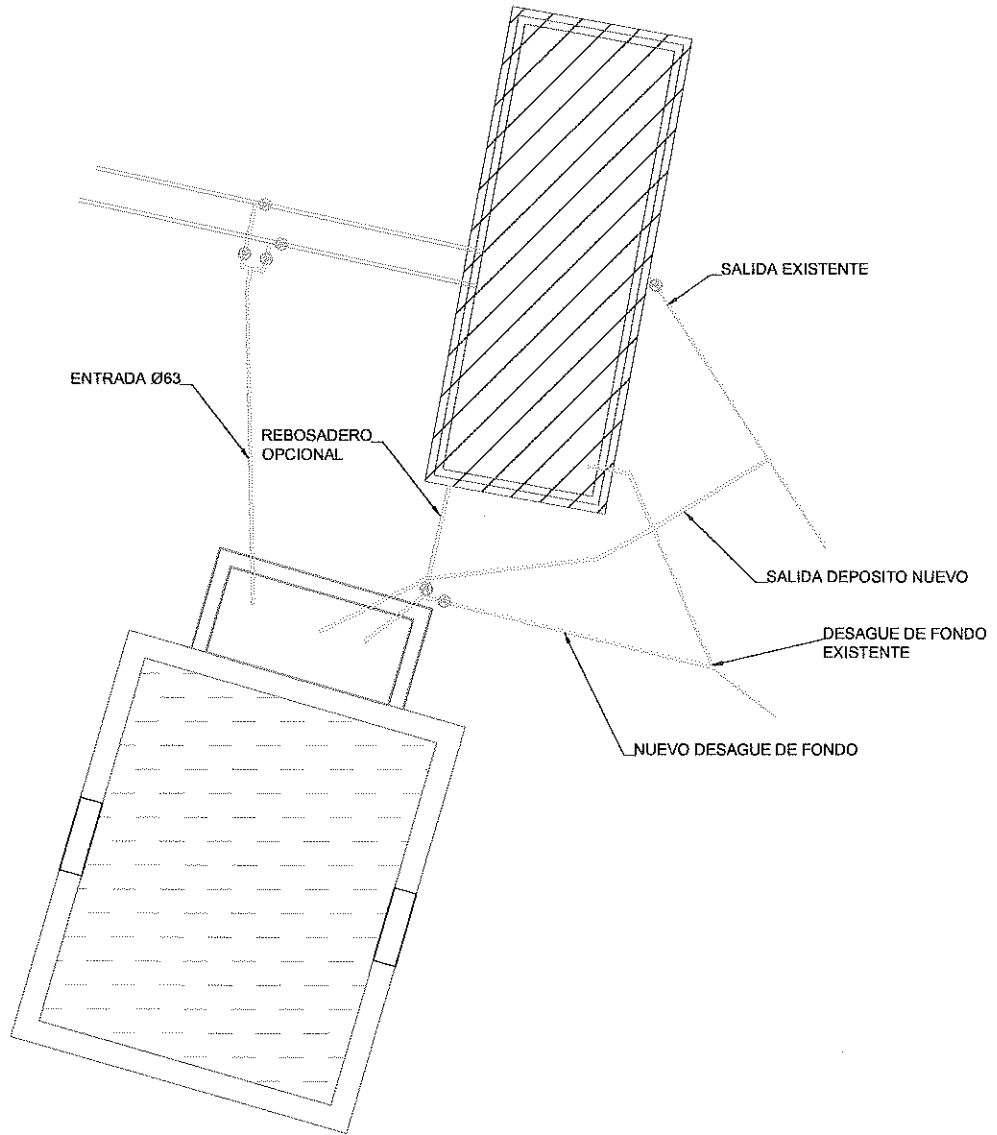 SALIDA EXISTENTE
ENTRADA Ø63
REBOSADERO
OPCIONAL
SALIDA DEPOSITO NUEVO
DESAGUE DE FONDO
EXISTENTE
NUEVO DESAGUE DE FONDO